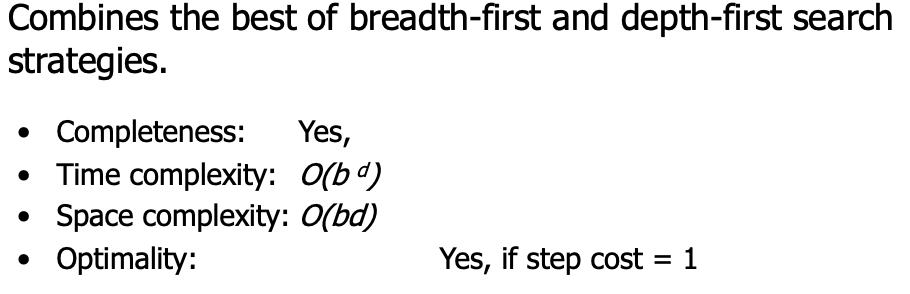 Combines the best of breadth-first and depth-first search
strategies.
• Completeness: Yes,
• Time complexity: O(b ᵈ)
• Space complexity: O(bd)
• Optimality: Yes, if step cost = 1